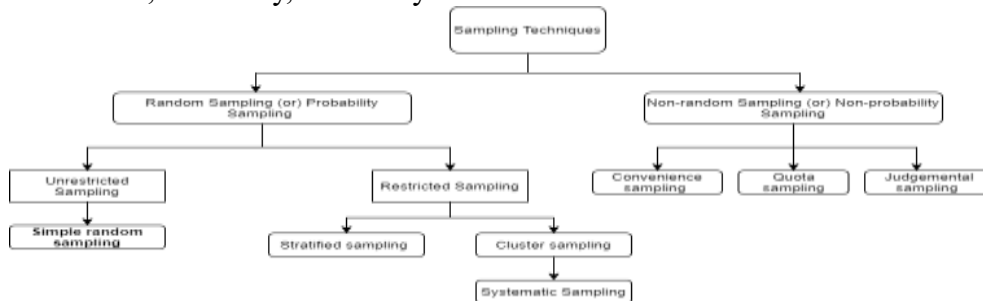 Sampling Techniques
Random Sampling (or) Probability
Sampling
Non-random Sampling (or) Non-probability
Sampling
Unrestricted
Sampling
Restricted Sampling
Convenience
sampling
Quota
sampling
Judgemental
sampling
Simple random
sampling
Stratified sampling
Cluster sampling
Systematic Sampling